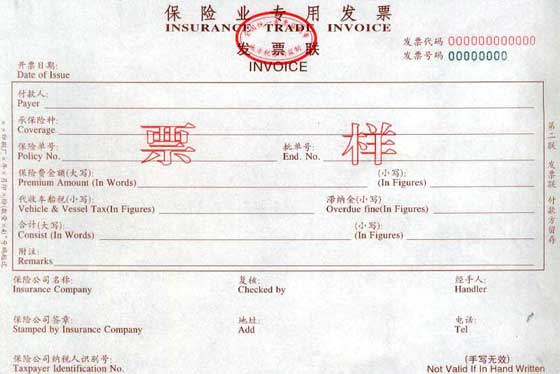 保险业专用发票
INSURANCE TRADE INVOICE
发票联
INVOICE
发票代码 000000000000
发票号码 00000000
开票日期:
Date of Issue
付款人:
Payer
承保险种:
Coverage
保险单号: 批单号:
Policy No. End. No.
票样
保险费金额(大写): (小写):
Premium Amount (In Words) (In Figures)
代收车船税(小写): 滞纳金(小写):
Vehicle & Vessel Tax(In Figures) Overdue fine(In Figures)
合计(大写): (小写):
Consist (In Words) (In Figures)
附注:
Remarks
第二联 发票联 付款方留存
保险公司名称: 复核: 经手人:
Insurance Company Checked by Handler
保险公司签章: 地址: 电话:
Stamped by Insurance Company Add Tel
保险公司纳税人识别号: (手写无效)
Taxpayer Identification No. Not Valid If In Hand Written